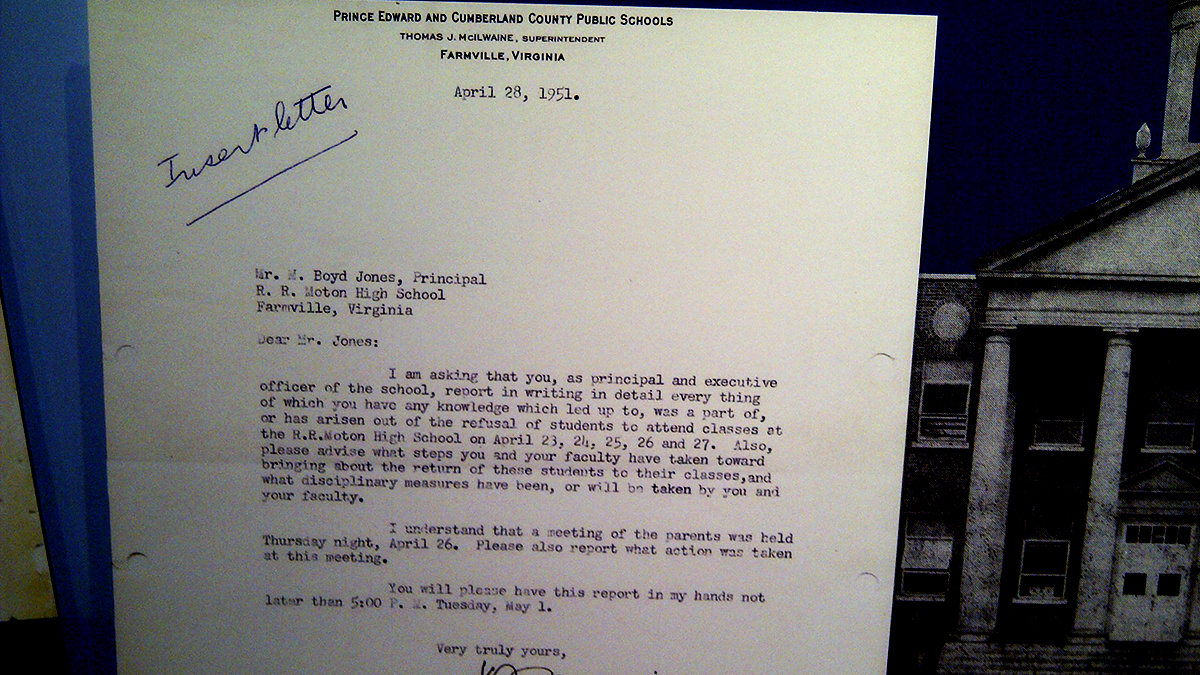 PRINCE EDWARD AND CUMBERLAND COUNTY PUBLIC SCHOOLS
THOMAS J. MCILWAINE, SUPERINTENDENT
FARMVILLE, VIRGINIA
April 28, 1951.
Insert letter
Mr. M. Boyd Jones, Principal
R. R. Moton High School
Farmville, Virginia
Dear Mr. Jones:
I am asking that you, as principal and executive
officer of the school, report in writing in detail every thing
of which you have any knowledge which led up to, was a part of,
or has arisen out of the refusal of students to attend classes at
the R.R.Moton High School on April 23, 24, 25, 26 and 27. Also,
please advise what steps you and your faculty have taken toward
bringing about the return of these students to their classes,and
what disciplinary measures have been, or will be taken by you and
your faculty.
I understand that a meeting of the parents was held
Thursday night, April 26. Please also report what action was taken
at this meeting.
You will please have this report in my hands not
later than 5:00 P. M. Tuesday, May 1.
Very truly yours,